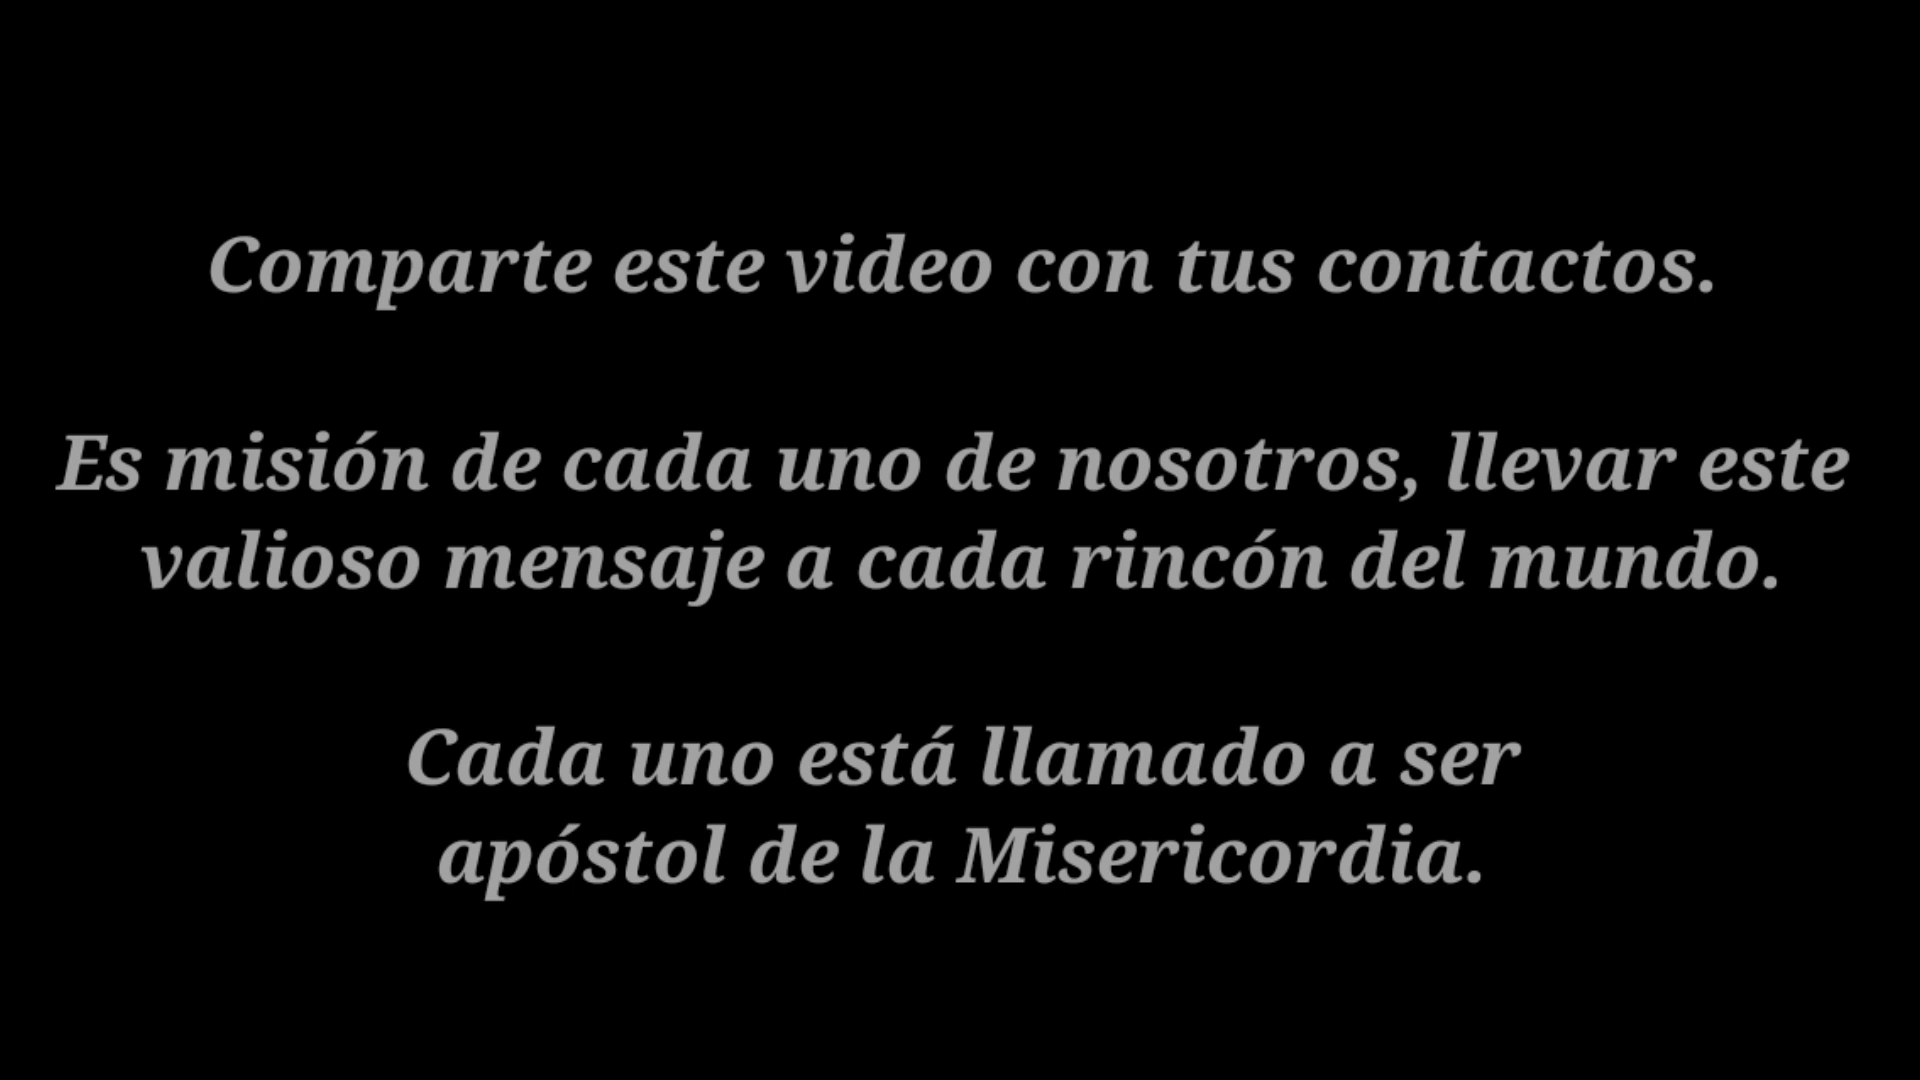 Comparte este video con tus contactos.
Es misión de cada uno de nosotros, llevar este
valioso mensaje a cada rincón del mundo.
Cada uno está llamado a ser
apóstol de la Misericordia.